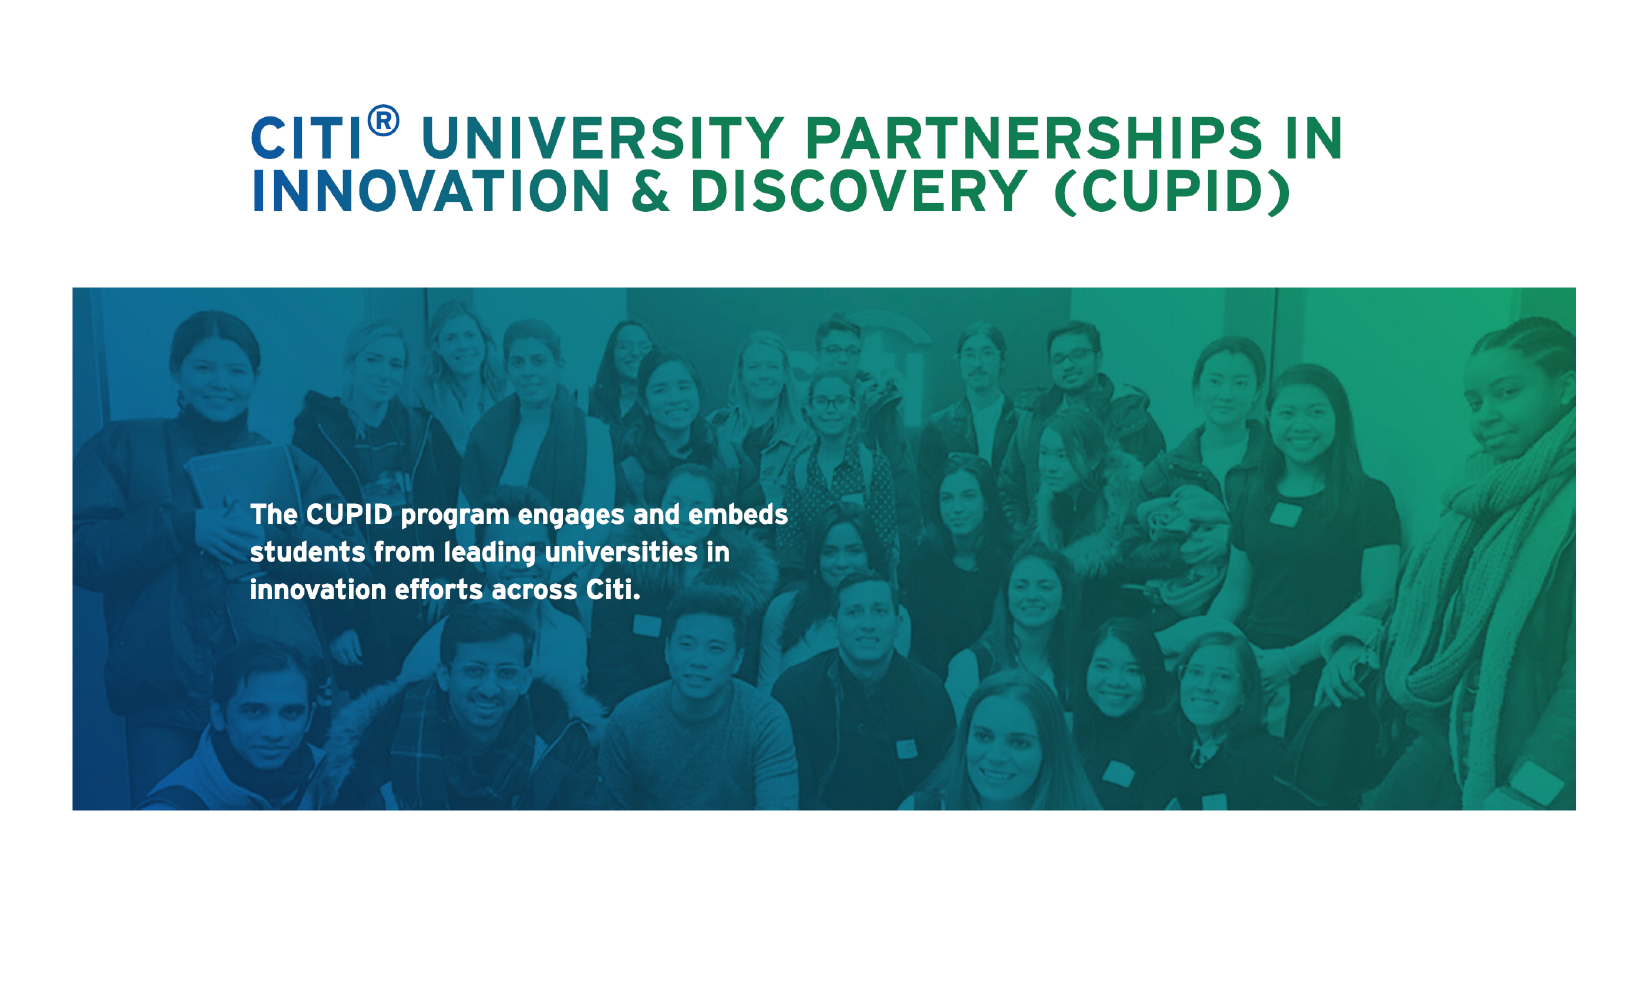 CITI® UNIVERSITY PARTNERSHIPS IN
INNOVATION & DISCOVERY (CUPID)
The CUPID program engages and embeds
students from leading universities in
innovation efforts across Citi.